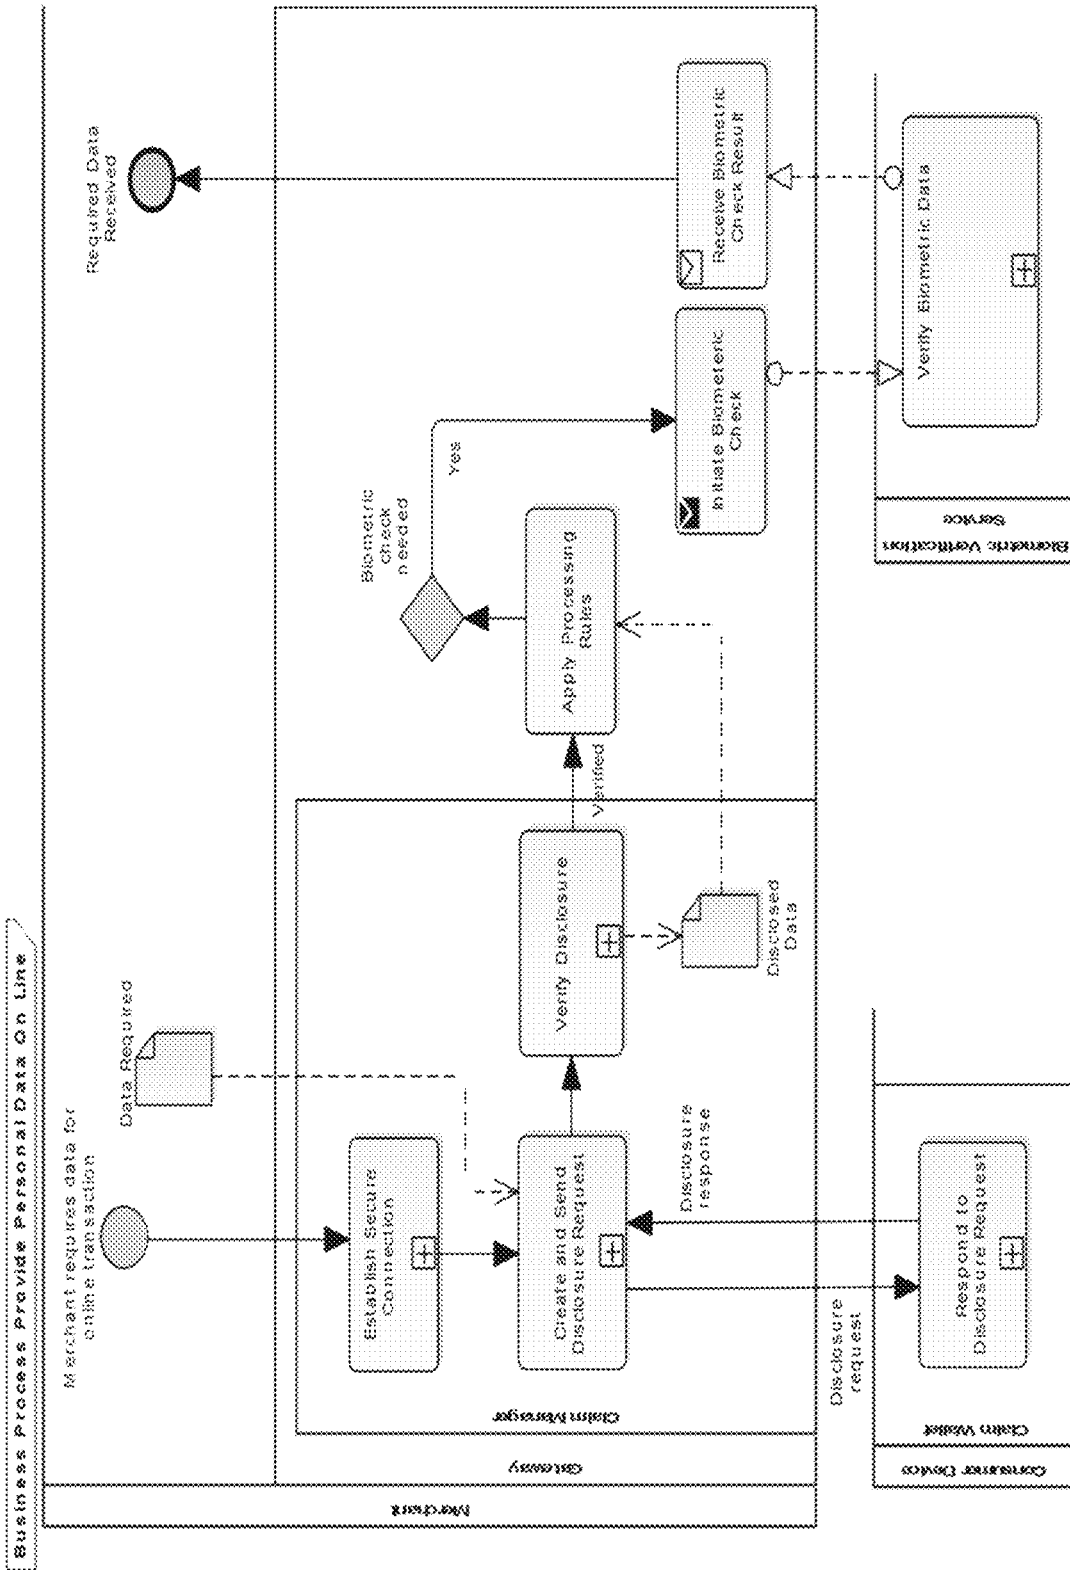 Business Process Provide Personal Data On Line
Merchant
Gateway
Claim Manager
Merchant requires data for
online transaction
Data Required
Required Data
Received
Establish Secure
Connection
Create and Send
Disclosure Request
Verify Disclosure
Verified
Disclosed
Data
Apply Processing
Rules
Biometric
check
needed
Yes
Initiate Biometeric
Check
Receive Biometric
Check Result
Disclosure
response
Disclosure
request
Consumer Device
Claim Wallet
Respond to
Disclosure Request
Biometric Verification
Service
Verify Biometric Data